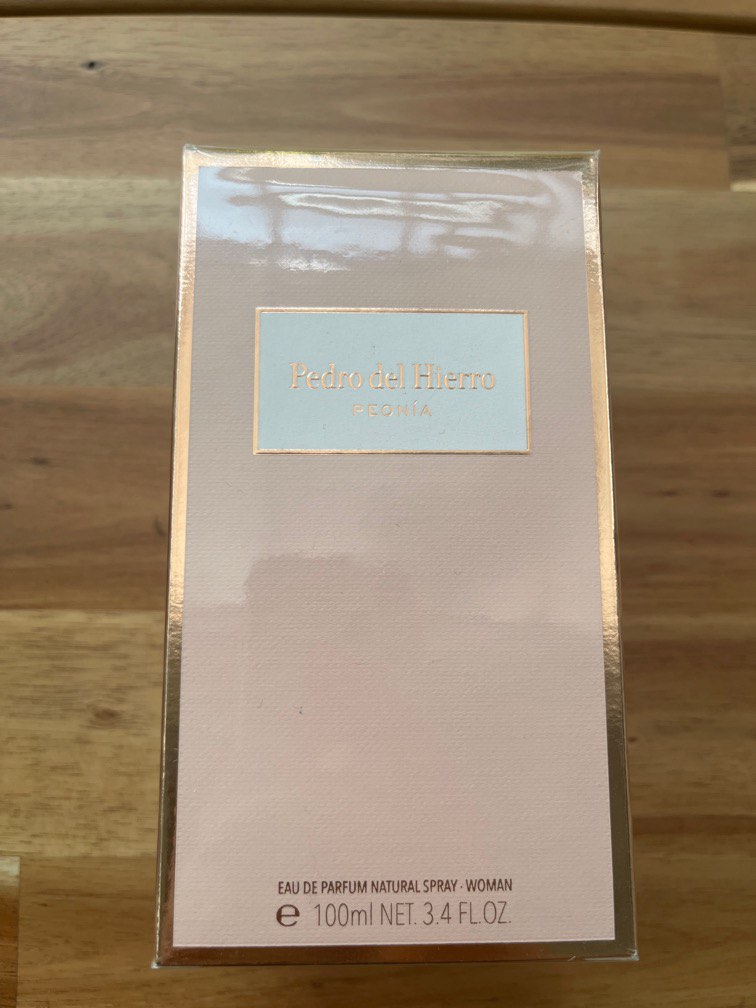 Pedro del Hierro
PEONÍA
EAU DE PARFUM NATURAL SPRAY · WOMAN
℮ 100ml NET. 3.4 FL.OZ.